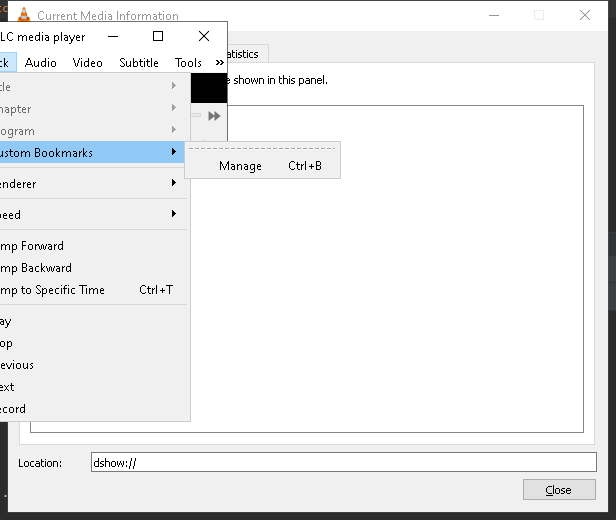 Current Media Information
LC media player
ck Audio Video Subtitle Tools »
atistics
e shown in this panel.
tle
hapter
ogram
ustom Bookmarks
Manage Ctrl+B
enderer
peed
mp Forward
mp Backward
mp to Specific Time Ctrl+T
ay
op
revious
ext
ecord
Location: dshow://
Close